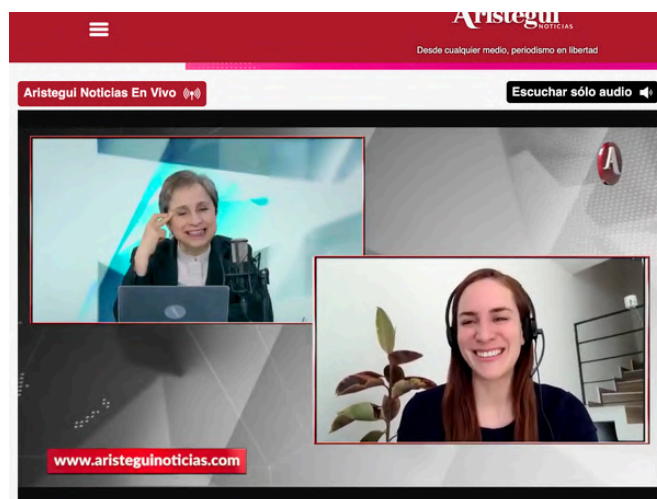 Aristegui
NOTICIAS
Desde cualquier medio, periodismo en libertad
Aristegui Noticias En Vivo
Escuchar sólo audio
A
www.aristeguinoticias.com